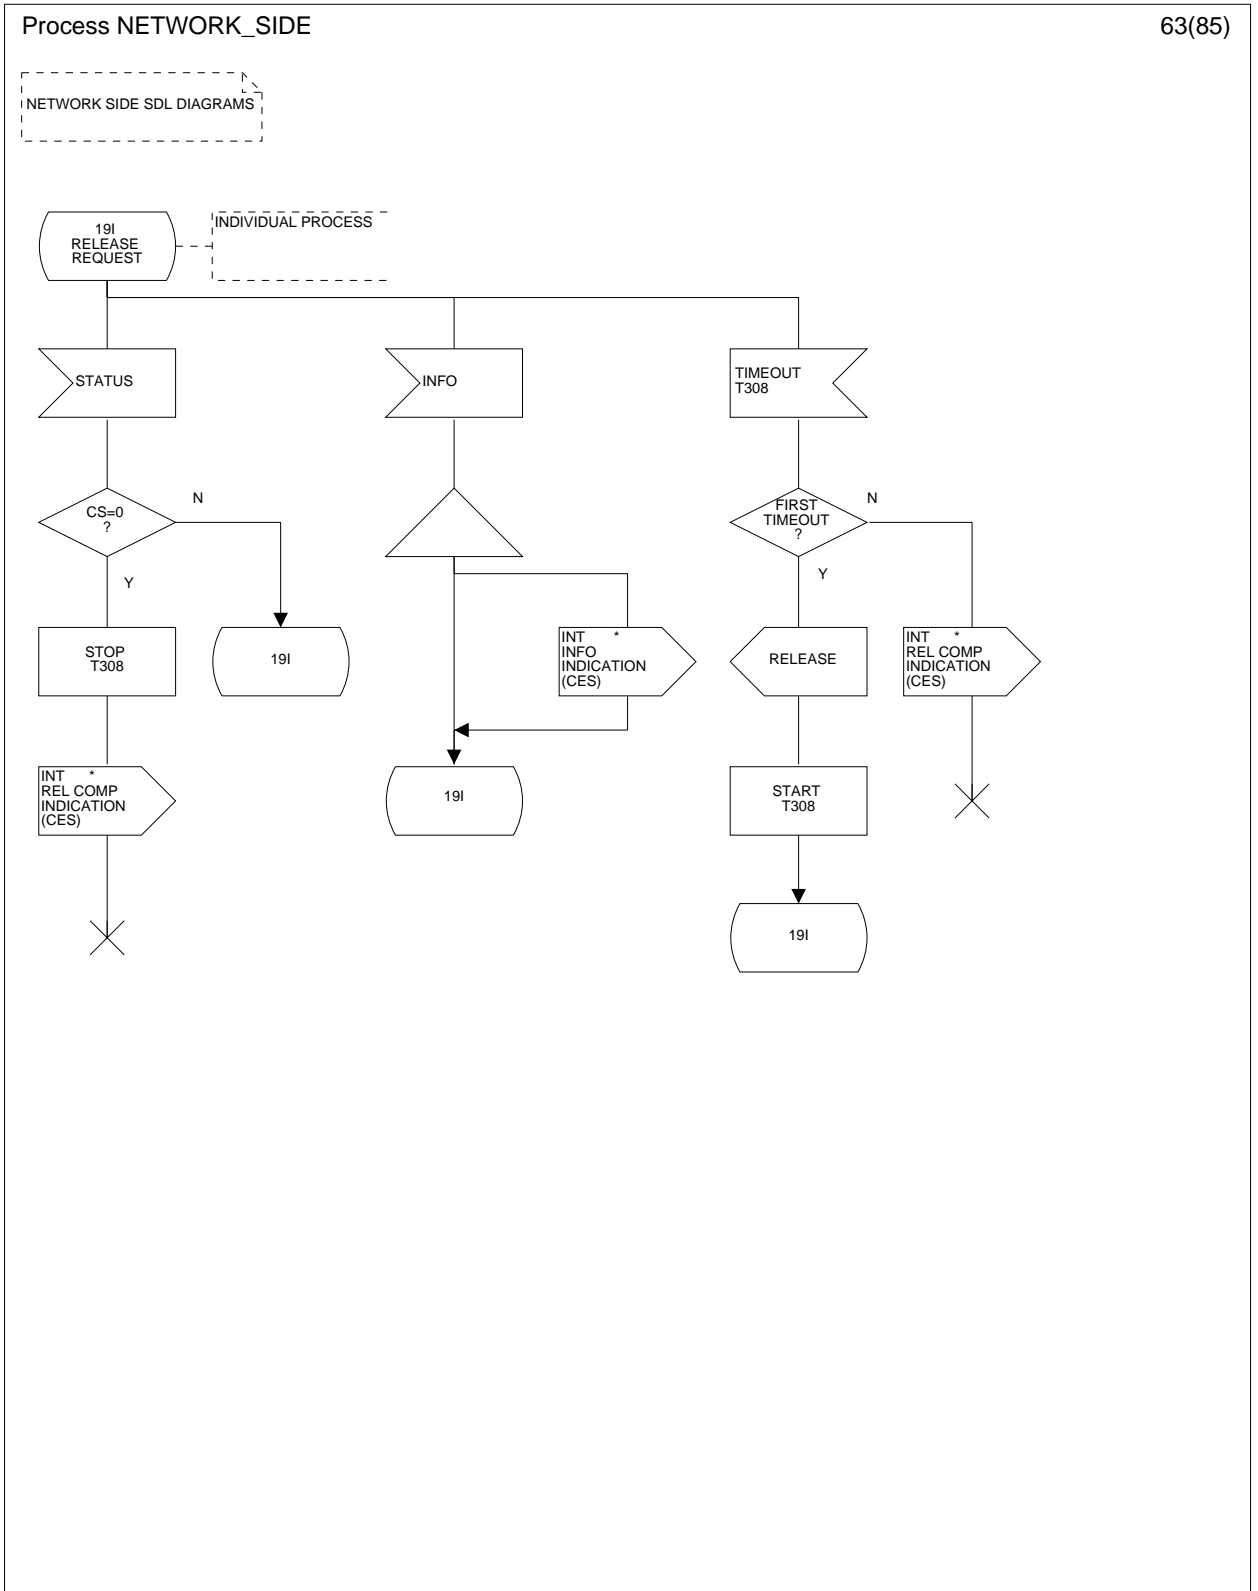 Process NETWORK_SIDE
63(85)
NETWORK SIDE SDL DIAGRAMS
19I
RELEASE
REQUEST
INDIVIDUAL PROCESS
STATUS
INFO
TIMEOUT
T308
CS=0
?
N
Y
FIRST
TIMEOUT
?
N
Y
STOP
T308
19I
INT *
INFO
INDICATION
(CES)
RELEASE
INT *
REL COMP
INDICATION
(CES)
INT *
REL COMP
INDICATION
(CES)
19I
START
T308
19I